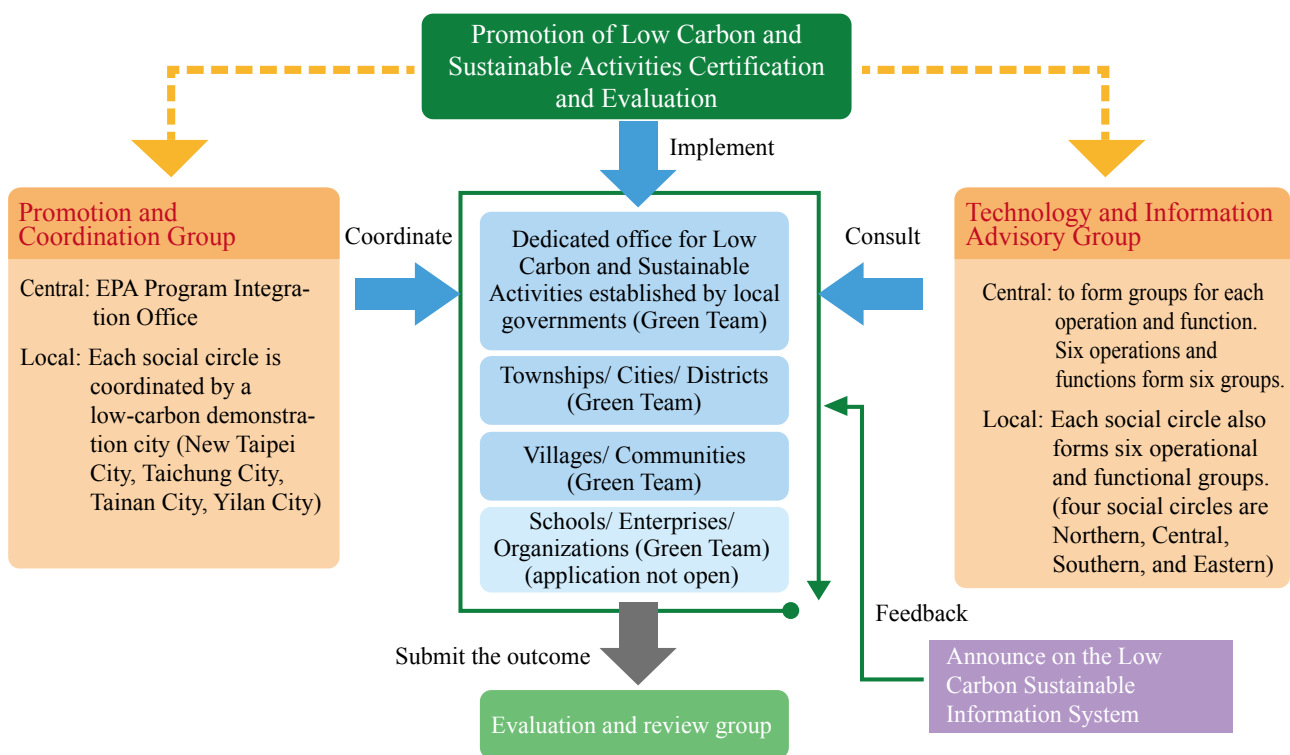 Promotion of Low Carbon and
Sustainable Activities Certification
and Evaluation
Implement
Promotion and
Coordination Group
Central: EPA Program Integra-
tion Office
Local: Each social circle is
coordinated by a
low-carbon demonstra-
tion city (New Taipei
City, Taichung City,
Tainan City, Yilan City)
Coordinate
Dedicated office for Low
Carbon and Sustainable
Activities established by local
governments (Green Team)
Townships/ Cities/ Districts
(Green Team)
Villages/ Communities
(Green Team)
Schools/ Enterprises/
Organizations (Green Team)
(application not open)
Consult
Technology and Information
Advisory Group
Central: to form groups for each
operation and function.
Six operations and
functions form six groups.
Local: Each social circle also
forms six operational
and functional groups.
(four social circles are
Northern, Central,
Southern, and Eastern)
Feedback
Submit the outcome
Announce on the Low
Carbon Sustainable
Information System
Evaluation and review group